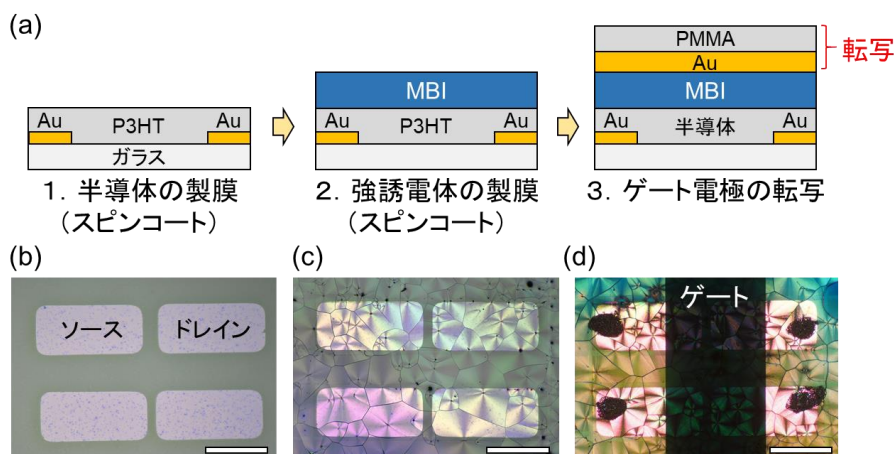 (a)
Au P3HT Au
ガラス
1. 半導体の製膜
(スピンコート)
MBI
Au P3HT Au
2. 強誘電体の製膜
(スピンコート)
PMMA
Au
転写
MBI
Au 半導体 Au
3. ゲート電極の転写
(b)
ソース ドレイン
(c)
(d)
ゲート